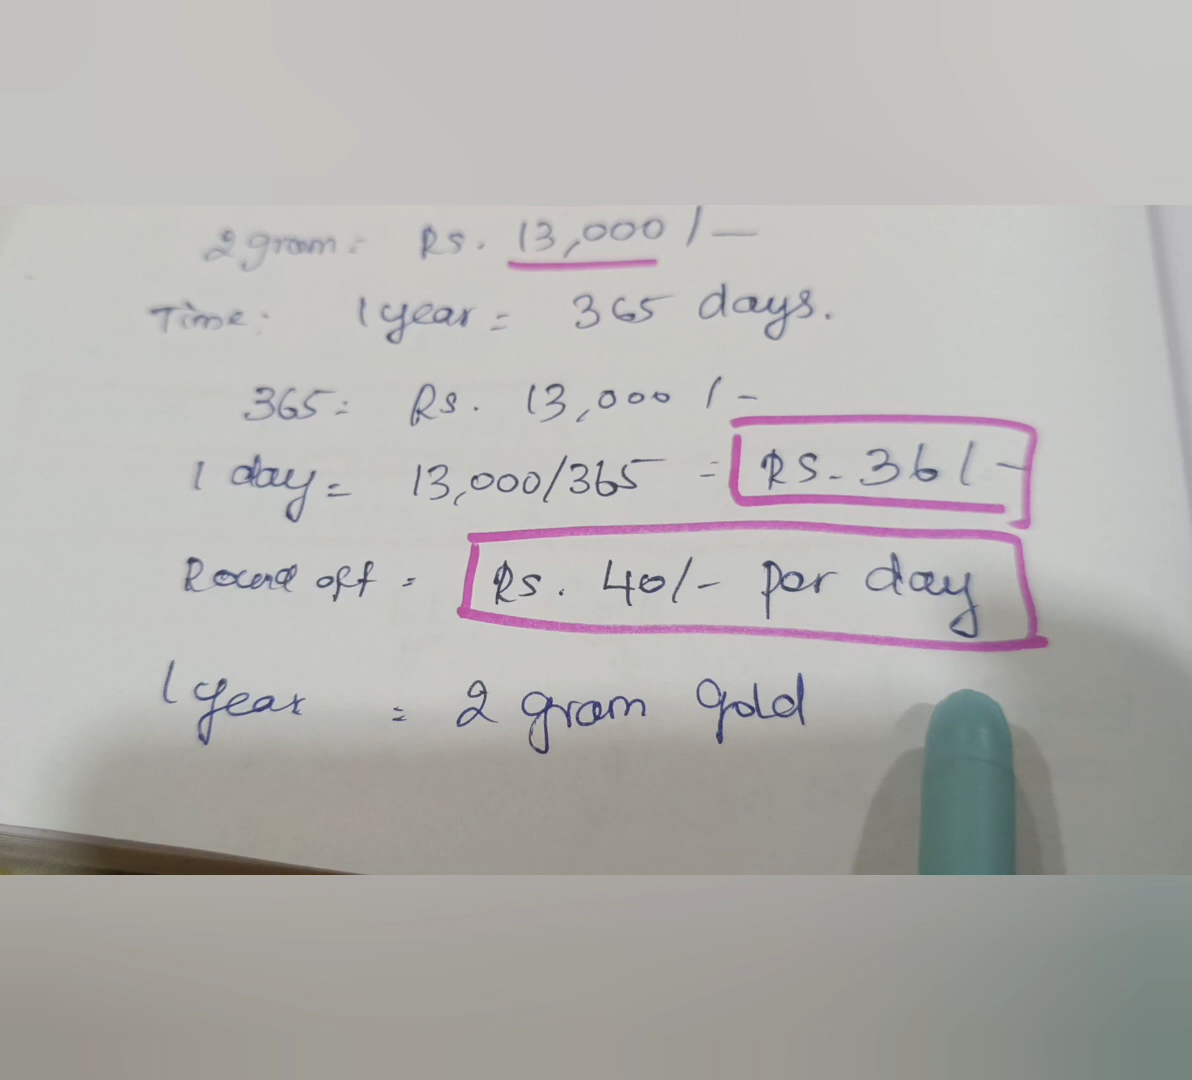 2 gram = Rs. 13,000/-
Time: 1 year = 365 days.
365 = Rs. 13,000/-
1 day = 13,000/365 = Rs. 36/-
Round off = Rs. 40/- per day
1 year = 2 gram Gold